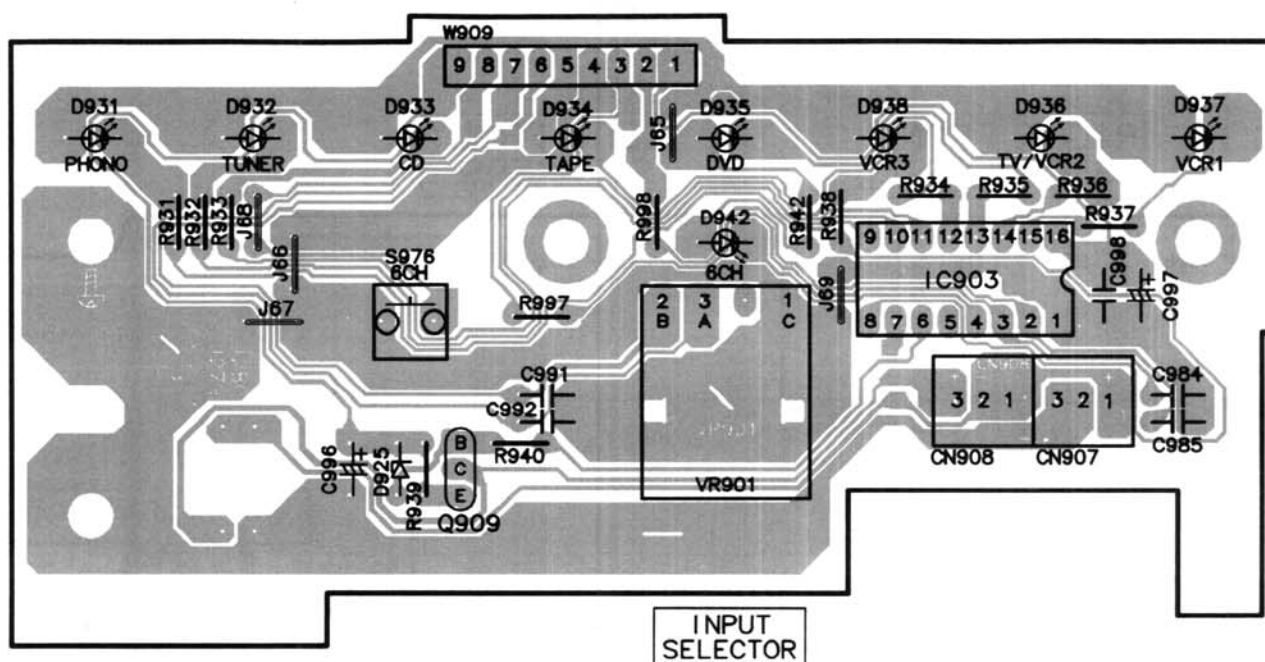 W909
9 8 7 6 5 4 3 2 1
D931 D932 D933 D934 D935 D938 D936 D937
J65
PHONO TUNER CD TAPE DVD VCR3 TV/VCR2 VCR1
R931 R932 R933 J88 R998 D942 R942 R938 R934 R935 R936
R937
J66 S976 6CH 6CH J69
9 10 11 12 13 14 15 16
IC903
8 7 6 5 4 3 2 1
C998 C997
J67 R997
2 3 1
B A C
C991
C992
CN908
3 2 1 3 2 1
C984
C985
CN908 CN907
VR901
VR901
C996 D925 R939
B
C
E
R940
Q909
INPUT
SELECTOR